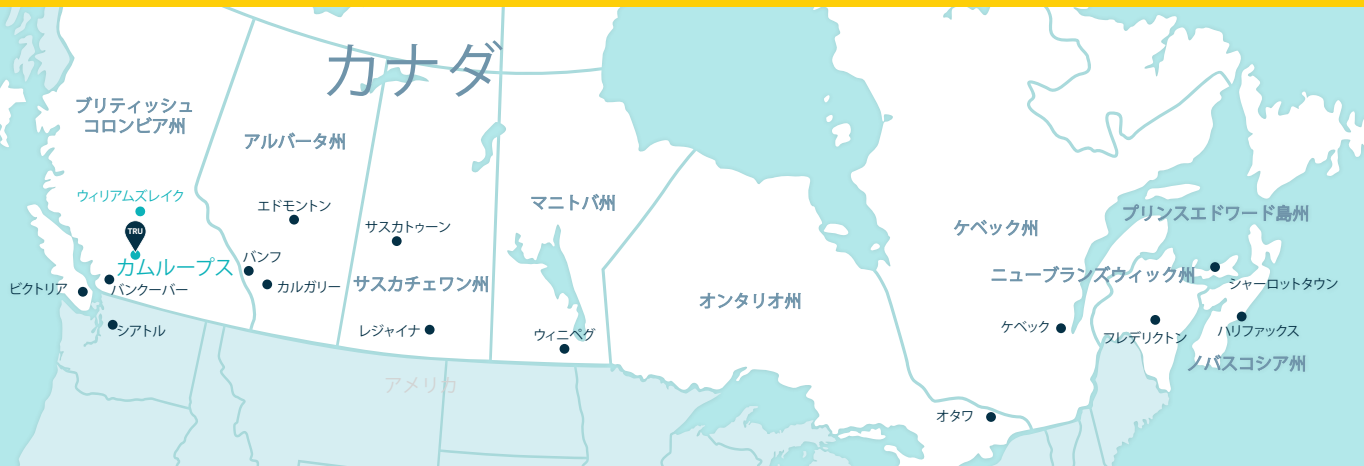 カナダ
ブリティッシュ
コロンビア州
アルバータ州
ウィリアムズレイク
エドモントン
マニトバ州
プリンスエドワード島州
TRU
サスカトゥーン
ケベック州
カムループス
バンフ
ニューブランズウィック州
ビクトリア
バンクーバー
カルガリー
サスカチェワン州
シャーロットタウン
オンタリオ州
シアトル
レジャイナ
ウィニペグ
ケベック
フレデリクトン
ハリファックス
ノバスコシア州
アメリカ
オタワ